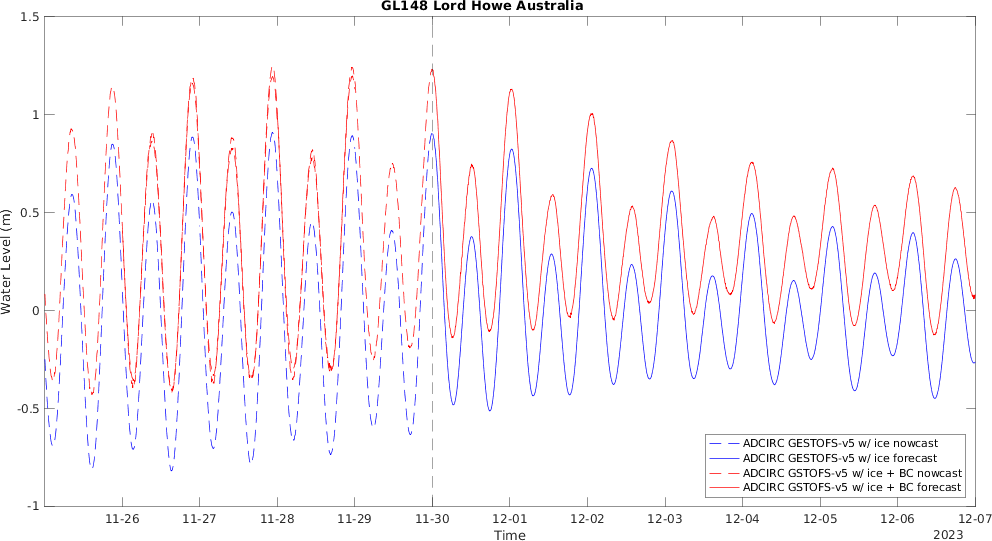 GL148 Lord Howe Australia
Water Level (m)
1.5
1
0.5
0
-0.5
-1
ADCIRC GESTOFS-v5 w/ ice nowcast
ADCIRC GESTOFS-v5 w/ ice forecast
ADCIRC GSTOFS-v5 w/ ice + BC nowcast
ADCIRC GSTOFS-v5 w/ ice + BC forecast
11-26 11-27 11-28 11-29 11-30 12-01 12-02 12-03 12-04 12-05 12-06 12-07
Time
2023